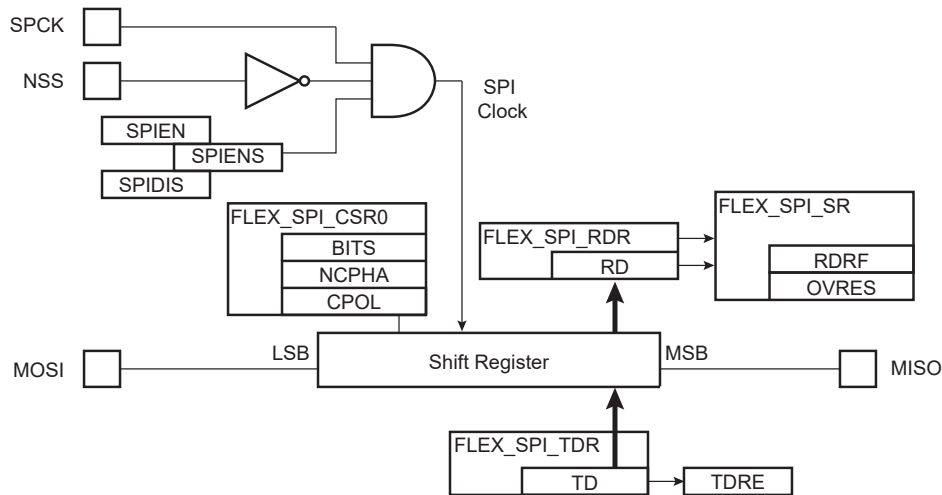 SPCK
NSS
SPI
Clock
SPIEN
SPIENS
SPIDIS
FLEX_SPI_CSR0
BITS
NCPHA
CPOL
FLEX_SPI_RDR
RD
FLEX_SPI_SR
RDRF
OVRES
MOSI
LSB
Shift Register
MSB
MISO
FLEX_SPI_TDR
TD
TDRE